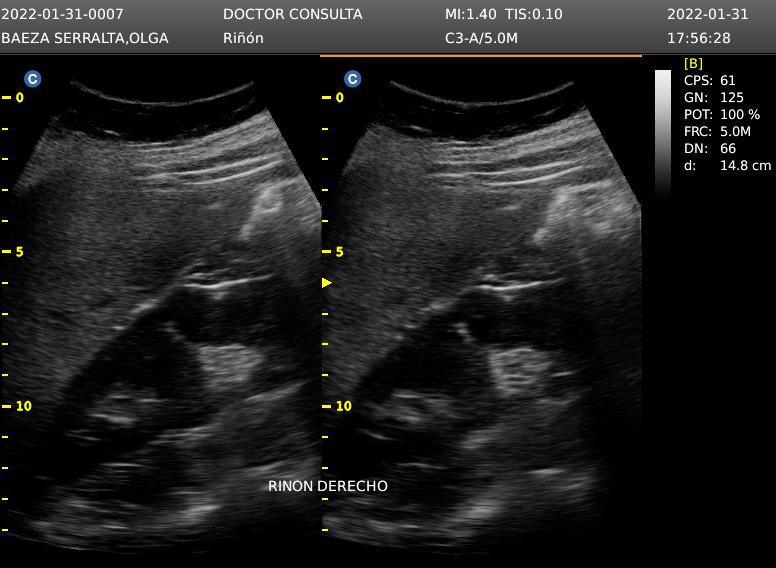 2022-01-31-0007 DOCTOR CONSULTA MI:1.40 TIS:0.10 2022-01-31
BAEZA SERRALTA,OLGA Riñón C3-A/5.0M 17:56:28
[B]
CPS: 61
GN: 125
POT: 100 %
FRC: 5.0M
DN: 66
d: 14.8 cm
C C
0 0
5 5
10 10
RINON DERECHO